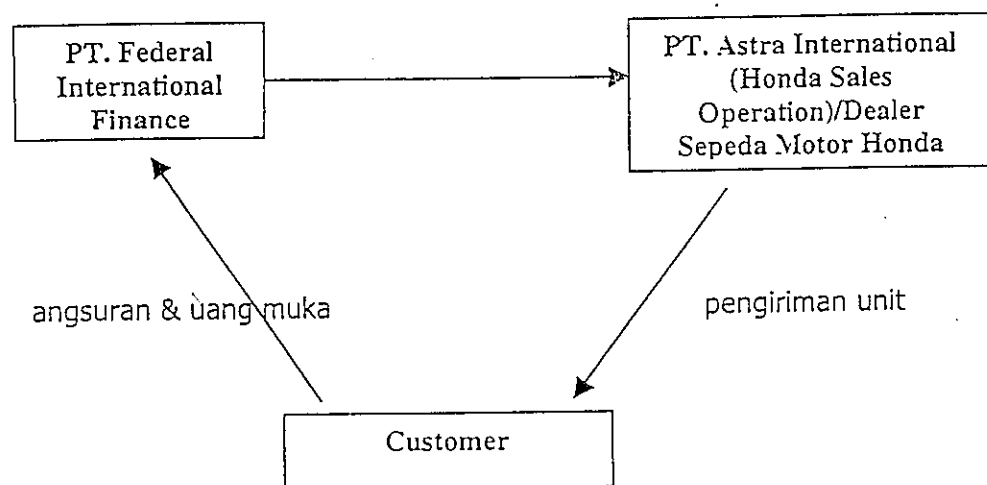 PT. Federal
International
Finance
PT. Astra International
(Honda Sales
Operation)/Dealer
Sepeda Motor Honda
angsuran & uang muka
pengiriman unit
Customer